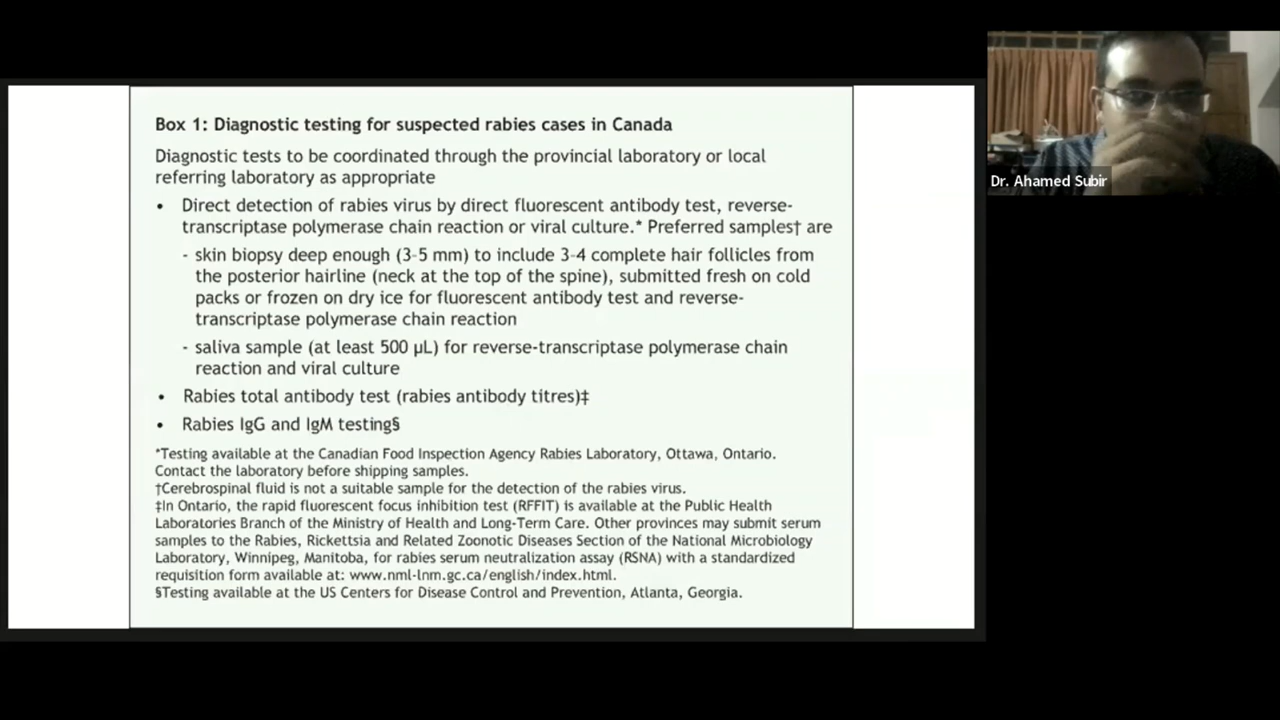 Box 1: Diagnostic testing for suspected rabies cases in Canada
Diagnostic tests to be coordinated through the provincial laboratory or local
referring laboratory as appropriate
• Direct detection of rabies virus by direct fluorescent antibody test, reverse-
transcriptase polymerase chain reaction or viral culture.* Preferred samples† are
- skin biopsy deep enough (3-5 mm) to include 3-4 complete hair follicles from
the posterior hairline (neck at the top of the spine), submitted fresh on cold
packs or frozen on dry ice for fluorescent antibody test and reverse-
transcriptase polymerase chain reaction
- saliva sample (at least 500 µL) for reverse-transcriptase polymerase chain
reaction and viral culture
• Rabies total antibody test (rabies antibody titres)‡
• Rabies IgG and IgM testing§
*Testing available at the Canadian Food Inspection Agency Rabies Laboratory, Ottawa, Ontario.
Contact the laboratory before shipping samples.
†Cerebrospinal fluid is not a suitable sample for the detection of the rabies virus.
‡In Ontario, the rapid fluorescent focus inhibition test (RFFIT) is available at the Public Health
Laboratories Branch of the Ministry of Health and Long-Term Care. Other provinces may submit serum
samples to the Rabies, Rickettsia and Related Zoonotic Diseases Section of the National Microbiology
Laboratory, Winnipeg, Manitoba, for rabies serum neutralization assay (RSNA) with a standardized
requisition form available at: www.nml-lnm.gc.ca/english/index.html.
§Testing available at the US Centers for Disease Control and Prevention, Atlanta, Georgia.
Dr. Ahamed Subir